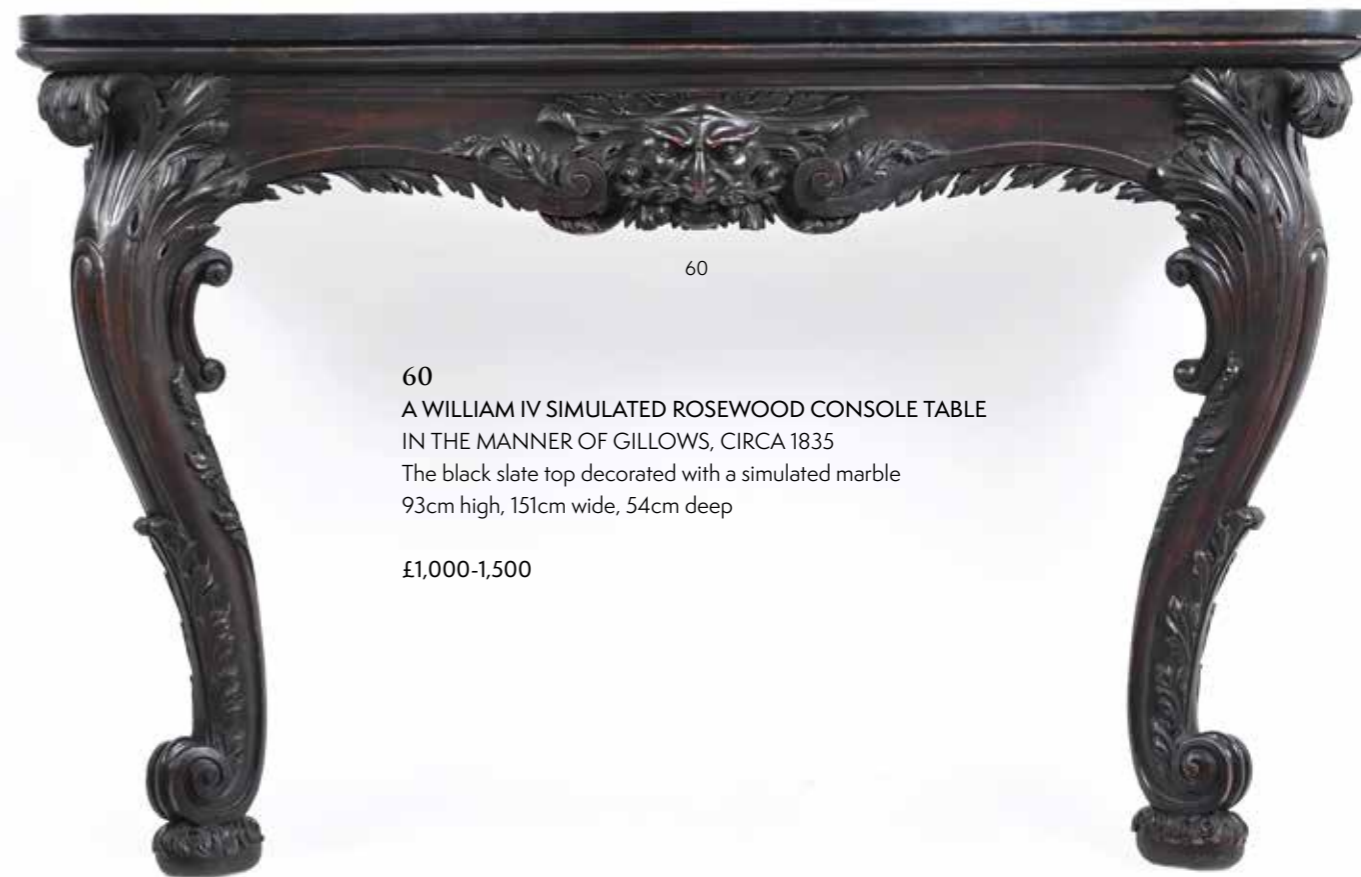 60
60
A WILLIAM IV SIMULATED ROSEWOOD CONSOLE TABLE
IN THE MANNER OF GILLOWS, CIRCA 1835
The black slate top decorated with a simulated marble
93cm high, 151cm wide, 54cm deep
£1,000-1,500